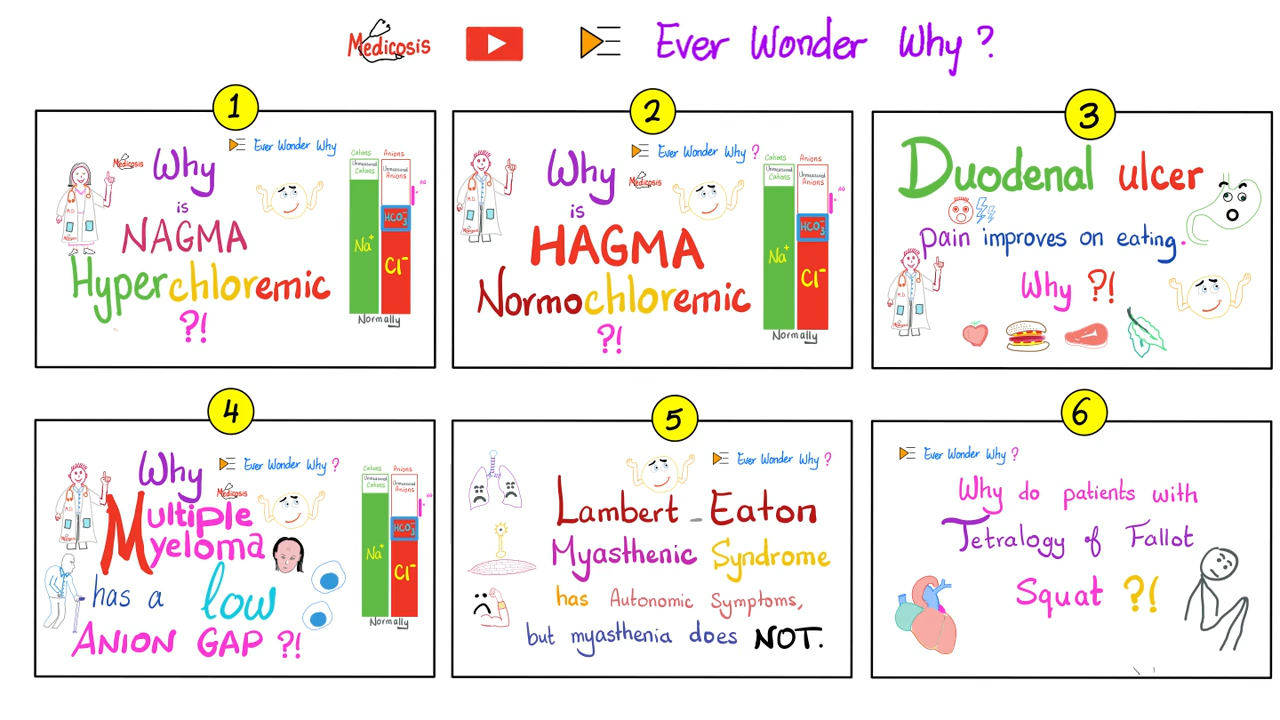 Medicosis
Ever Wonder Why?
1
Ever Wonder Why
Medicosis
Why
is
NAGMA
Hyperchloremic
?!
M.D.
Cations
Anions
Unmeasured Cations
Unmeasured Anions
AG
HCO3-
Na+
Cl-
Normally
2
Ever Wonder Why?
Why
Medicosis
is
HAGMA
Normochloremic
?!
M.D.
Cations
Anions
Unmeasured Cations
Unmeasured Anions
AG
HCO3-
Na+
Cl-
Normally
3
Duodenal ulcer
pain improves on eating.
Why ?!
M.D.
4
Ever Wonder Why?
Why
Medicosis
Multiple
Myeloma
has a low
ANION GAP ?!
M.D.
Cations
Anions
Unmeasured Cations
Unmeasured Anions
AG
HCO3-
Na+
Cl-
Normally
5
Ever Wonder Why?
Lambert-Eaton
Myasthenic Syndrome
has Autonomic Symptoms,
but myasthenia does NOT.
6
Ever Wonder Why?
Why do patients with
Tetralogy of Fallot
Squat ?!